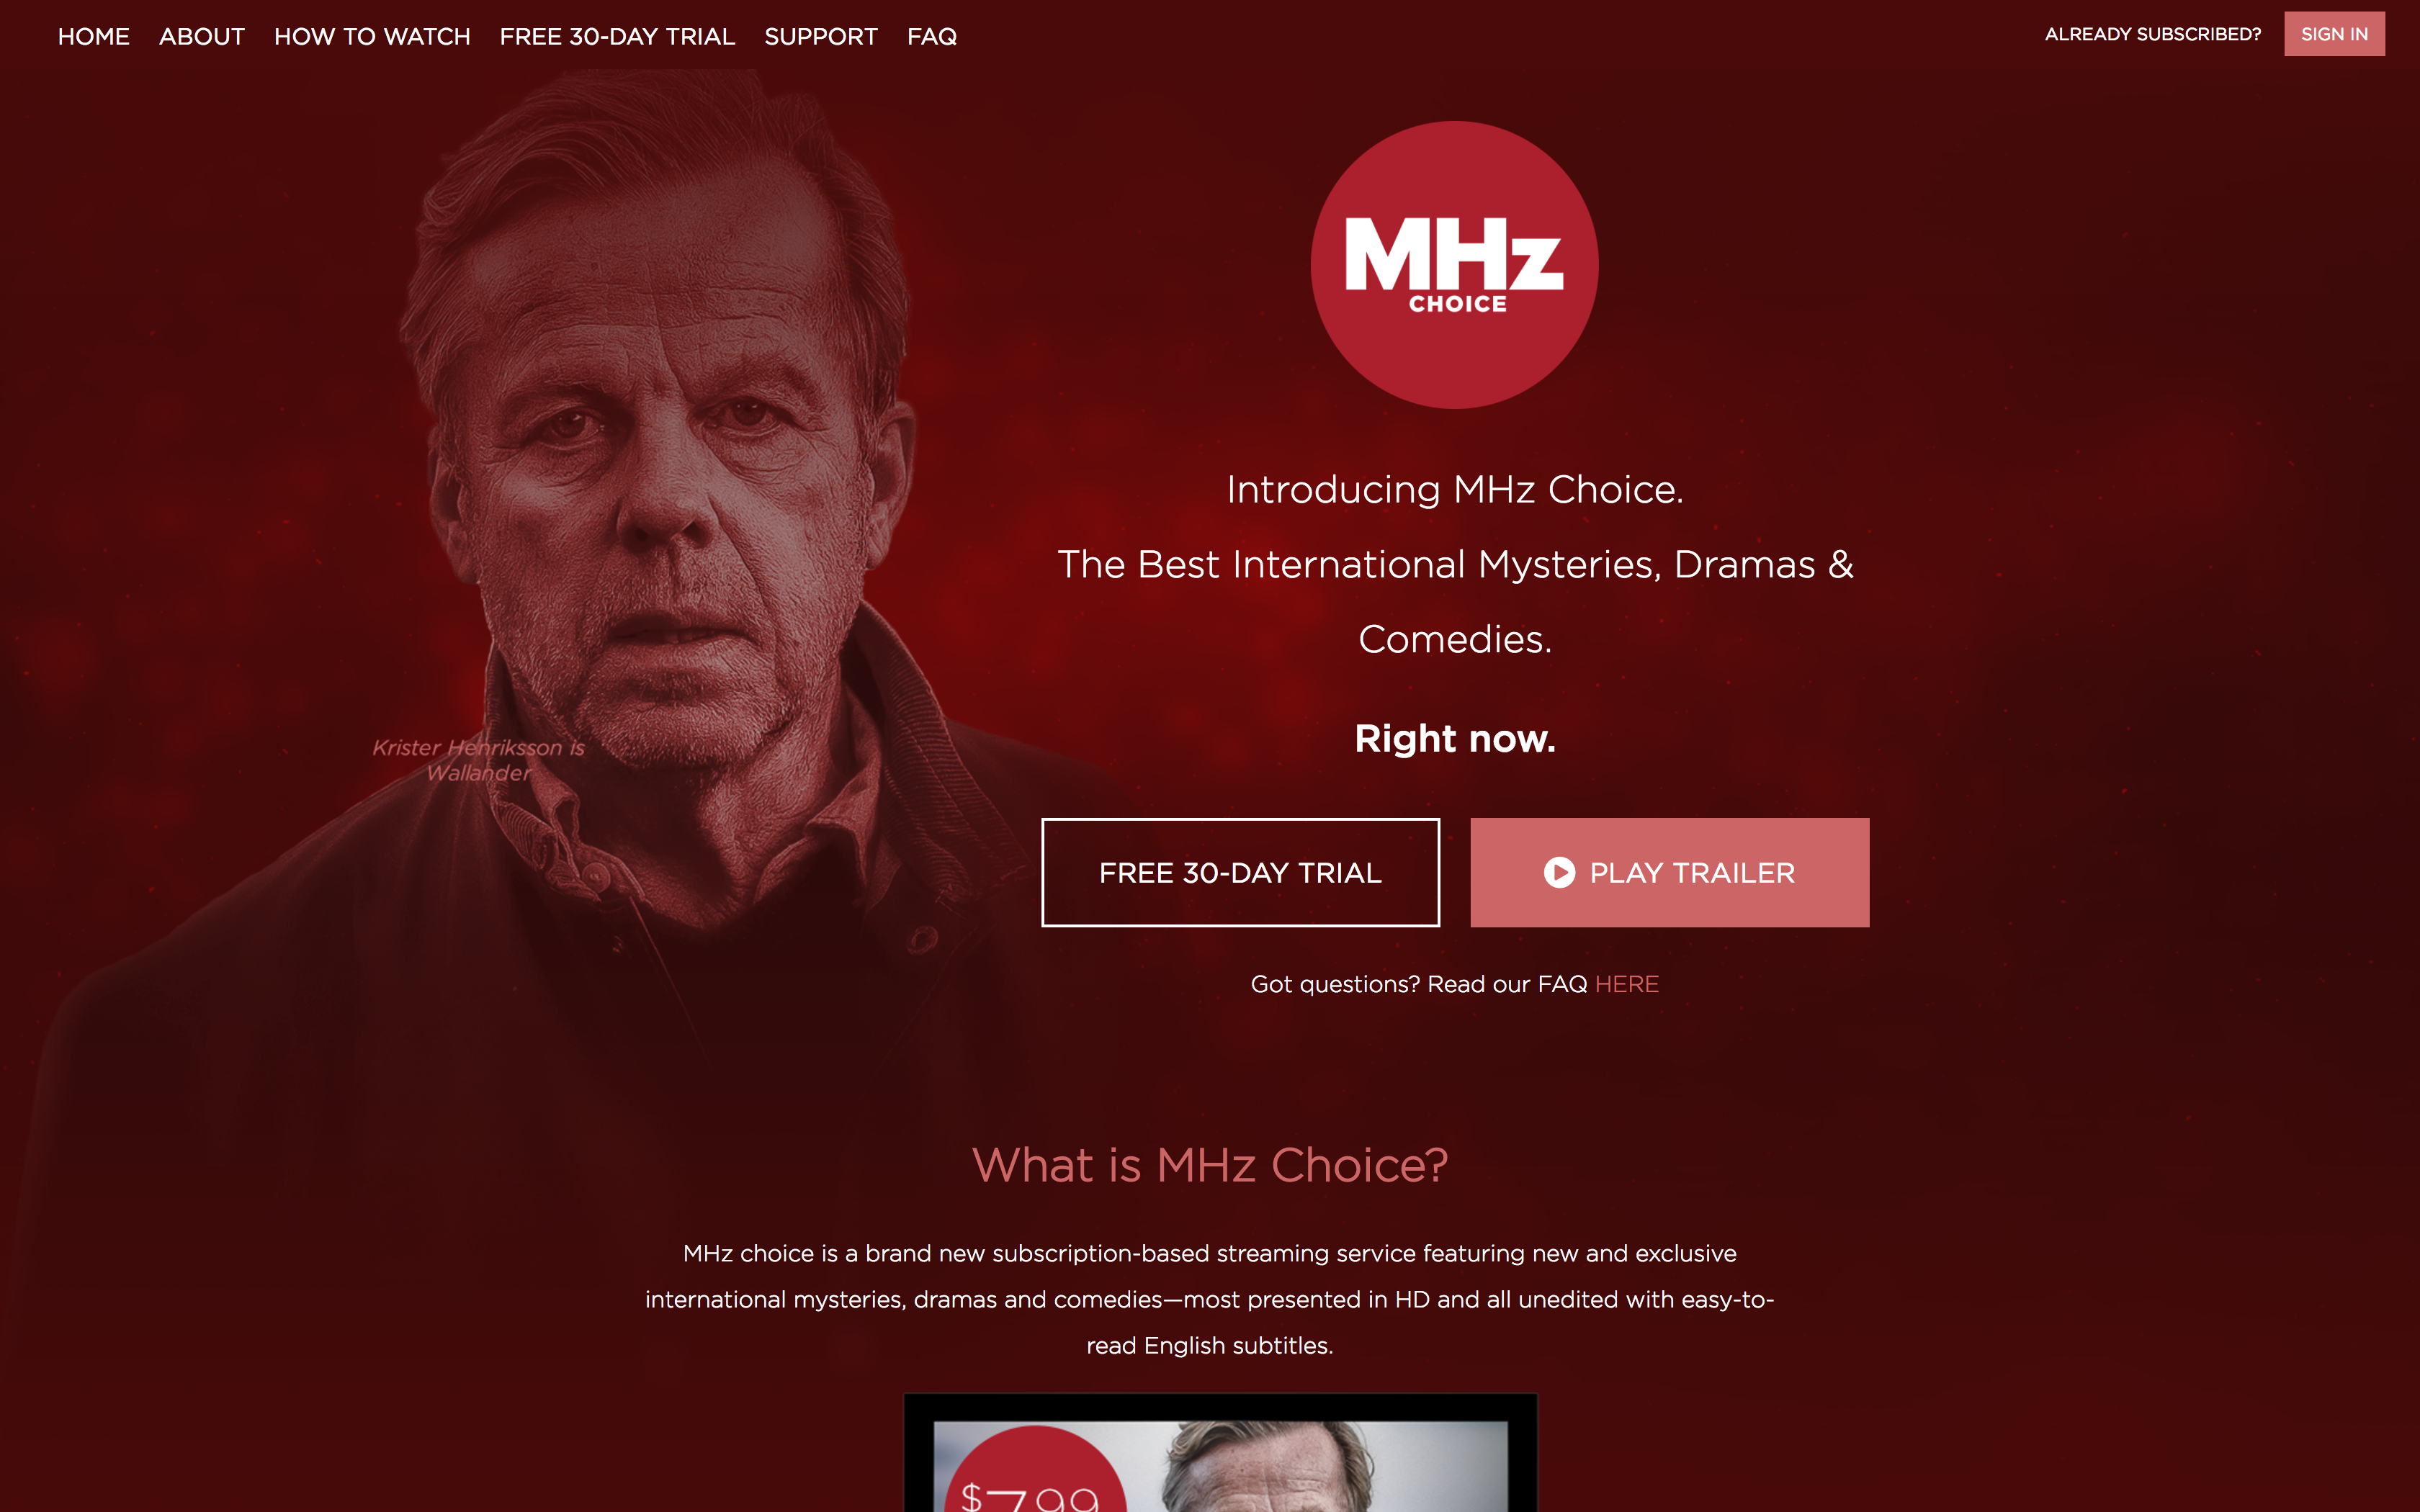 HOME ABOUT HOW TO WATCH FREE 30-DAY TRIAL SUPPORT FAQ
ALREADY SUBSCRIBED? SIGN IN
MHz
CHOICE
Introducing MHz Choice.
The Best International Mysteries, Dramas &
Comedies.
Right now.
Krister Henriksson is
Wallander
FREE 30-DAY TRIAL
PLAY TRAILER
Got questions? Read our FAQ HERE
What is MHz Choice?
MHz choice is a brand new subscription-based streaming service featuring new and exclusive
international mysteries, dramas and comedies—most presented in HD and all unedited with easy-to-
read English subtitles.
$7.99